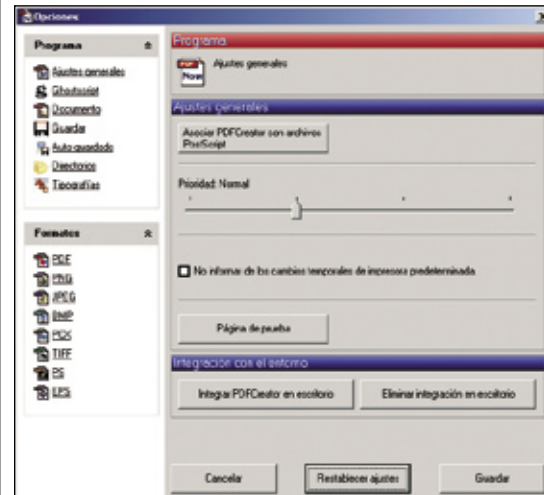 Opciones
Programa
Ajustes generales
Ghostscript
Documento
Guardar
Auto-guardado
Directorios
Tipografías
Formatos
PDF
PNG
JPEG
BMP
PCX
TIFF
PS
EPS
Programa
Ajustes generales
Ajustes generales
Asociar PDFCreator con archivos
PostScript
Prioridad: Normal
No informar de los cambios temporales de impresora predeterminada.
Página de prueba
Integración con el entorno
Integrar PDFCreator en escritorio
Eliminar integración en escritorio
Cancelar
Restablecer ajustes
Guardar